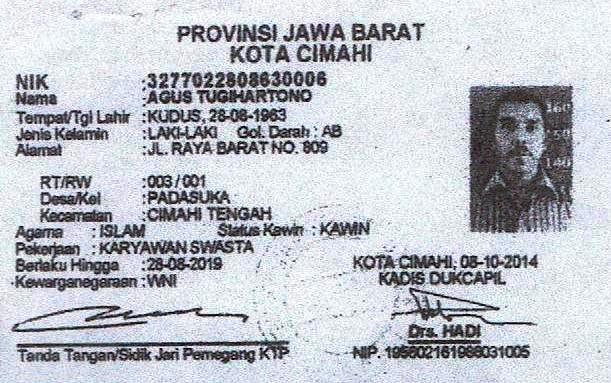 PROVINSI JAWA BARAT
KOTA CIMAHI
NIK :3277022808630006
Nama :AGUS TUGIHARTONO
Tempat/Tgl Lahir :KUDUS, 28-08-1963
Jenis Kelamin :LAKI-LAKI Gol. Darah : AB
Alamat :JL. RAYA BARAT NO. 809
RT/RW :003 / 001
Desa/Kel :PADASUKA
Kecamatan :CIMAHI TENGAH
Agama : ISLAM Status Kawin : KAWIN
Pekerjaan : KARYAWAN SWASTA
Berlaku Hingga :28-08-2019
Kewarganegaraan :WNI
KOTA CIMAHI, 08-10-2014
KADIS DUKCAPIL
Drs. HADI
NIP. 195602161986031005
Tanda Tangan/Sidik Jari Pemegang KTP
160
140